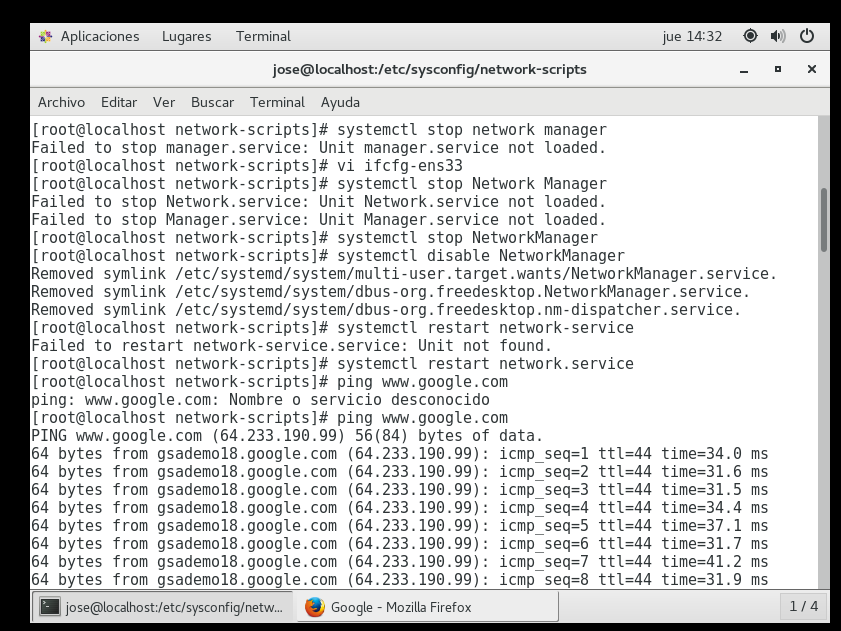 Aplicaciones Lugares Terminal jue 14:32
jose@localhost:/etc/sysconfig/network-scripts
Archivo Editar Ver Buscar Terminal Ayuda
[root@localhost network-scripts]# systemctl stop network manager
Failed to stop manager.service: Unit manager.service not loaded.
[root@localhost network-scripts]# vi ifcfg-ens33
[root@localhost network-scripts]# systemctl stop Network Manager
Failed to stop Network.service: Unit Network.service not loaded.
Failed to stop Manager.service: Unit Manager.service not loaded.
[root@localhost network-scripts]# systemctl stop NetworkManager
[root@localhost network-scripts]# systemctl disable NetworkManager
Removed symlink /etc/systemd/system/multi-user.target.wants/NetworkManager.service.
Removed symlink /etc/systemd/system/dbus-org.freedesktop.NetworkManager.service.
Removed symlink /etc/systemd/system/dbus-org.freedesktop.nm-dispatcher.service.
[root@localhost network-scripts]# systemctl restart network-service
Failed to restart network-service.service: Unit not found.
[root@localhost network-scripts]# systemctl restart network.service
[root@localhost network-scripts]# ping www.google.com
ping: www.google.com: Nombre o servicio desconocido
[root@localhost network-scripts]# ping www.google.com
PING www.google.com (64.233.190.99) 56(84) bytes of data.
64 bytes from gsademo18.google.com (64.233.190.99): icmp_seq=1 ttl=44 time=34.0 ms
64 bytes from gsademo18.google.com (64.233.190.99): icmp_seq=2 ttl=44 time=31.6 ms
64 bytes from gsademo18.google.com (64.233.190.99): icmp_seq=3 ttl=44 time=31.5 ms
64 bytes from gsademo18.google.com (64.233.190.99): icmp_seq=4 ttl=44 time=34.4 ms
64 bytes from gsademo18.google.com (64.233.190.99): icmp_seq=5 ttl=44 time=37.1 ms
64 bytes from gsademo18.google.com (64.233.190.99): icmp_seq=6 ttl=44 time=31.7 ms
64 bytes from gsademo18.google.com (64.233.190.99): icmp_seq=7 ttl=44 time=41.2 ms
64 bytes from gsademo18.google.com (64.233.190.99): icmp_seq=8 ttl=44 time=31.9 ms
jose@localhost:/etc/sysconfig/netw... Google - Mozilla Firefox 1 / 4